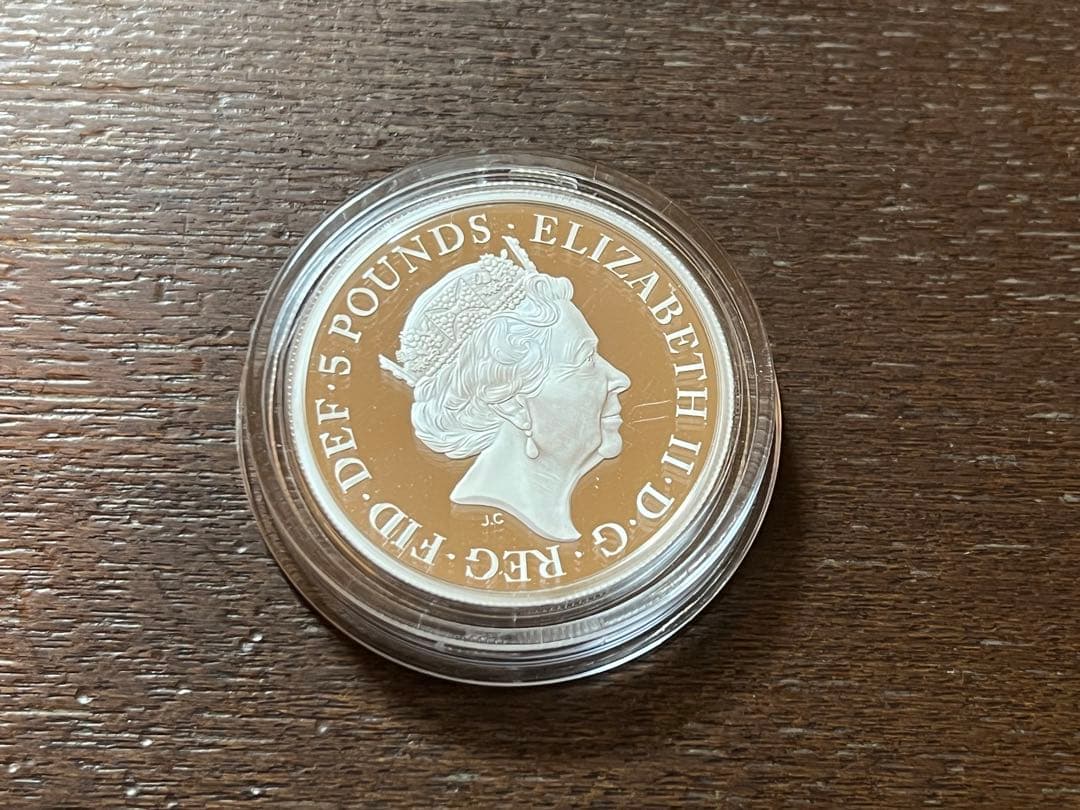 ELIZABETH II · D · G · REG · FID · DEF · 5 POUNDS ·
J.C